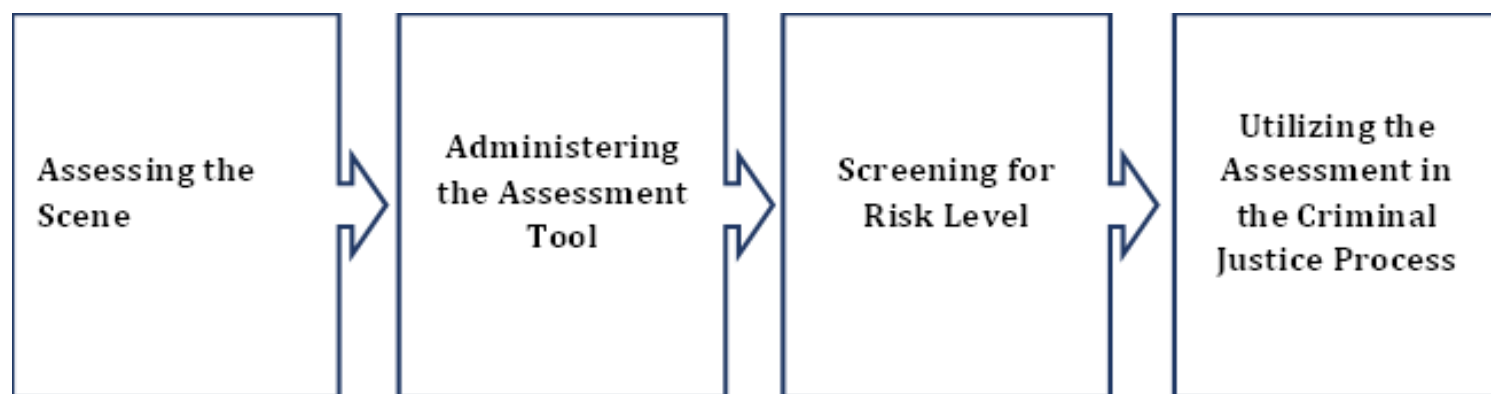 Assessing the
Scene
Administering
the Assessment
Tool
Screening for
Risk Level
Utilizing the
Assessment in
the Criminal
Justice Process